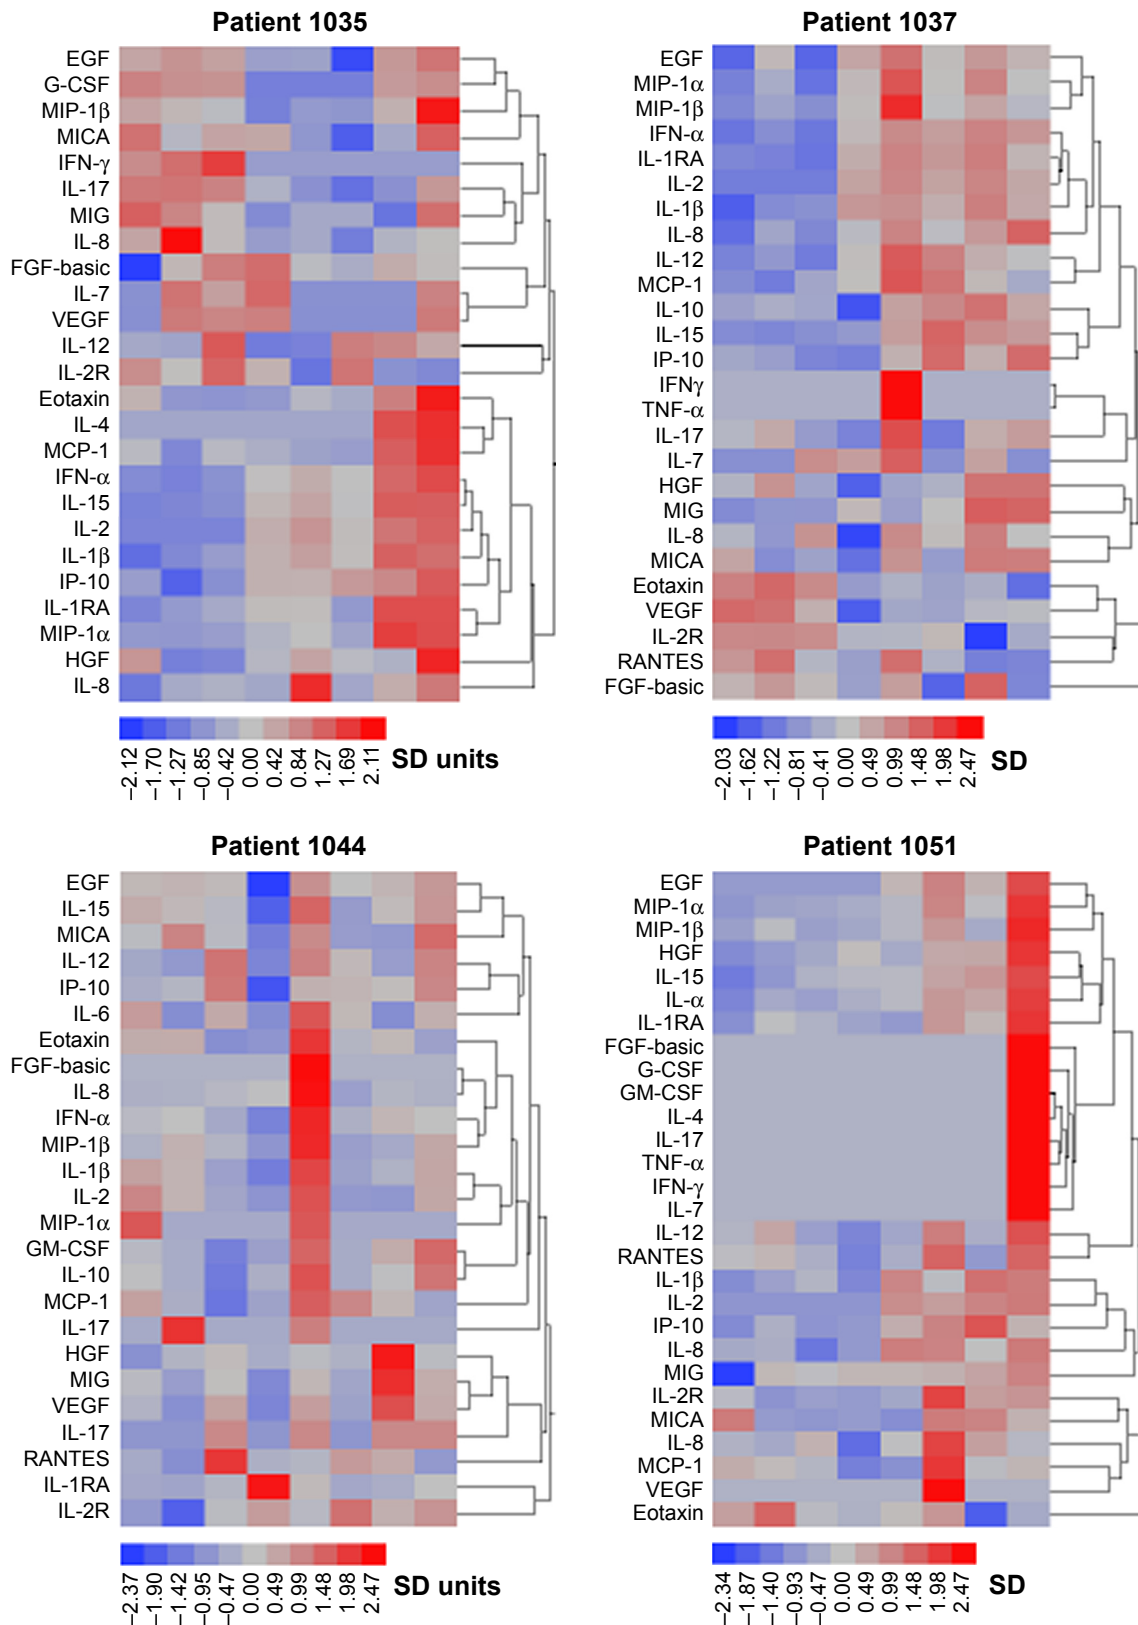 Patient 1035
EGF
G-CSF
MIP-1β
MICA
IFN-γ
IL-17
MIG
IL-8
FGF-basic
IL-7
VEGF
IL-12
IL-2R
Eotaxin
IL-4
MCP-1
IFN-α
IL-15
IL-2
IL-1β
IP-10
IL-1RA
MIP-1α
HGF
IL-8
−2.12
−1.70
−1.27
−0.85
−0.42
0.00
0.42
0.84
1.27
1.69
2.11
SD units
Patient 1037
EGF
MIP-1α
MIP-1β
IFN-α
IL-1RA
IL-2
IL-1β
IL-8
IL-12
MCP-1
IL-10
IL-15
IP-10
IFNγ
TNF-α
IL-17
IL-7
HGF
MIG
IL-8
MICA
Eotaxin
VEGF
IL-2R
RANTES
FGF-basic
−2.03
−1.62
−1.22
−0.81
−0.41
0.00
0.49
0.99
1.48
1.98
2.47
SD
Patient 1044
EGF
IL-15
MICA
IL-12
IP-10
IL-6
Eotaxin
FGF-basic
IL-8
IFN-α
MIP-1β
IL-1β
IL-2
MIP-1α
GM-CSF
IL-10
MCP-1
IL-17
HGF
MIG
VEGF
IL-17
RANTES
IL-1RA
IL-2R
−2.37
−1.90
−1.42
−0.95
−0.47
0.00
0.49
0.99
1.48
1.98
2.47
SD units
Patient 1051
EGF
MIP-1α
MIP-1β
HGF
IL-15
IL-α
IL-1RA
FGF-basic
G-CSF
GM-CSF
IL-4
IL-17
TNF-α
IFN-γ
IL-7
IL-12
RANTES
IL-1β
IL-2
IP-10
IL-8
MIG
IL-2R
MICA
IL-8
MCP-1
VEGF
Eotaxin
−2.34
−1.87
−1.40
−0.93
−0.47
0.00
0.49
0.99
1.48
1.98
2.47
SD